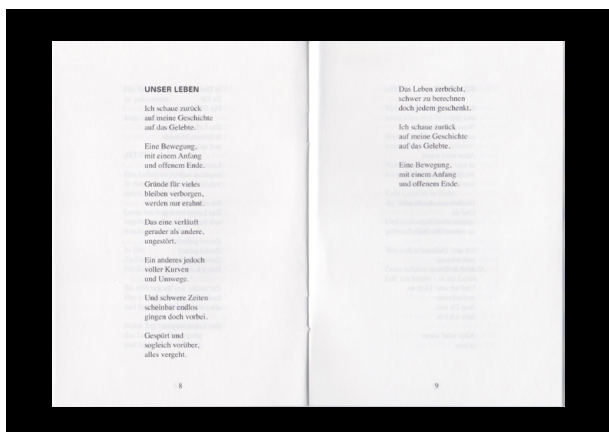 UNSER LEBEN
Ich schaue zurück
auf meine Geschichte
auf das Gelebte.
Eine Bewegung,
mit einem Anfang
und offenem Ende.
Gründe für vieles
bleiben verborgen,
werden nur erahnt.
Das eine verläuft
gerader als andere,
ungestört.
Ein anderes jedoch
voller Kurven
und Umwege.
Und schwere Zeiten
scheinbar endlos
gingen doch vorbei.
Gespürt und
sogleich vorüber,
alles vergeht.
8
Das Leben zerbricht,
schwer zu berechnen
doch jedem geschenkt.
Ich schaue zurück
auf meine Geschichte
auf das Gelebte.
Eine Bewegung,
mit einem Anfang
und offenem Ende.
9